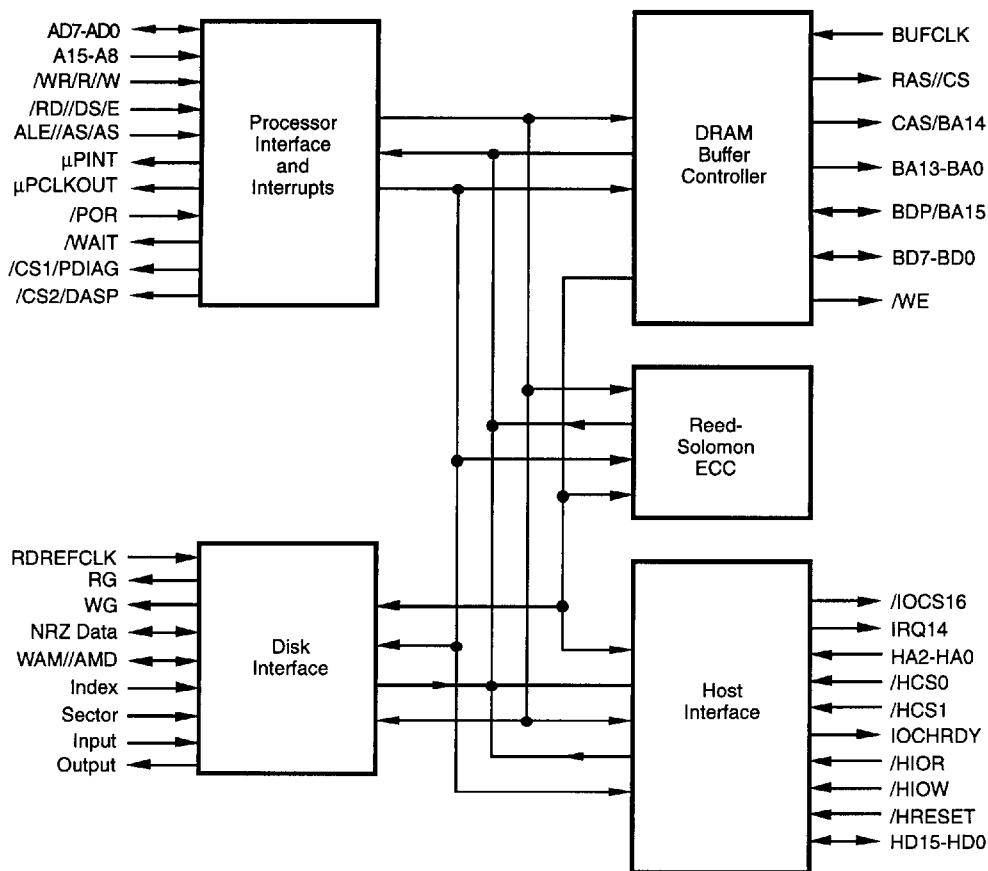 AD7-AD0
A15-A8
/WR/R//W
/RD//DS/E
ALE//AS/AS
µPINT
µPCLKOUT
/POR
/WAIT
/CS1/PDIAG
/CS2/DASP
Processor
Interface
and
Interrupts
DRAM
Buffer
Controller
BUFCLK
RAS//CS
CAS/BA14
BA13-BA0
BDP/BA15
BD7-BD0
/WE
Reed-
Solomon
ECC
RDREFCLK
RG
WG
NRZ Data
WAM//AMD
Index
Sector
Input
Output
Disk
Interface
Host
Interface
/IOCS16
IRQ14
HA2-HA0
/HCS0
/HCS1
IOCHRDY
/HIOR
/HIOW
/HRESET
HD15-HD0